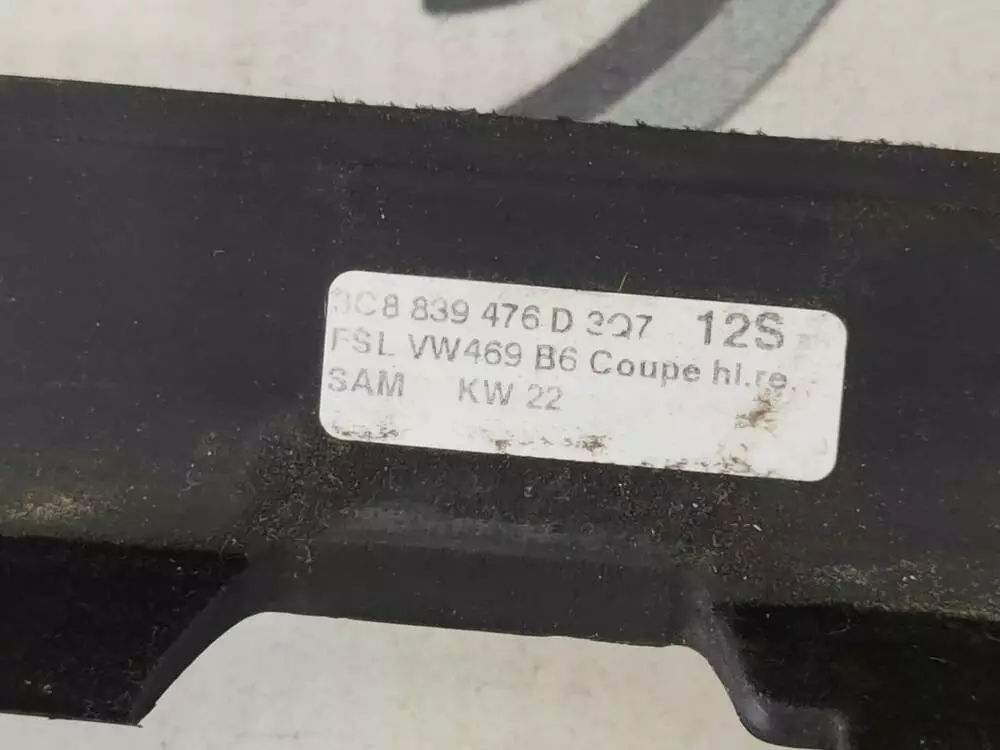 3C8 839 476 D 3Q7 12S
FSL VW469 B6 Coupe hl.re.
SAM KW 22